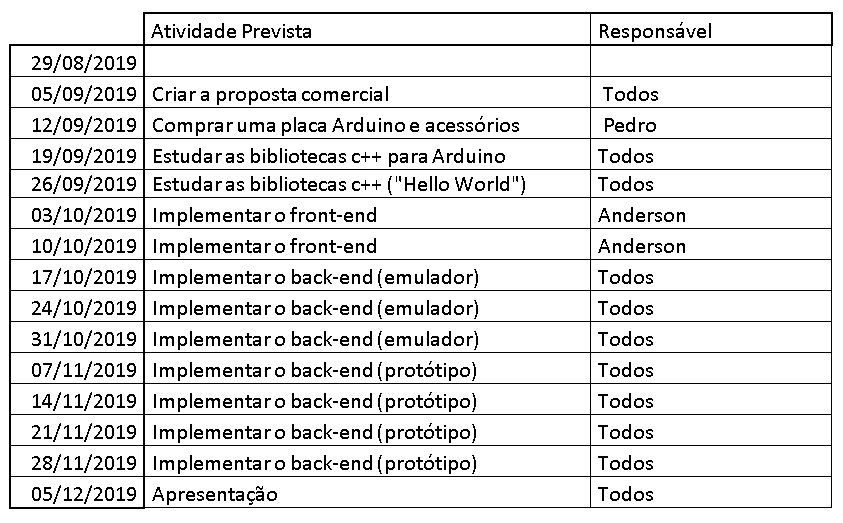 Atividade Prevista Responsável
29/08/2019
05/09/2019 Criar a proposta comercial Todos
12/09/2019 Comprar uma placa Arduino e acessórios Pedro
19/09/2019 Estudar as bibliotecas c++ para Arduino Todos
26/09/2019 Estudar as bibliotecas c++ ("Hello World") Todos
03/10/2019 Implementar o front-end Anderson
10/10/2019 Implementar o front-end Anderson
17/10/2019 Implementar o back-end (emulador) Todos
24/10/2019 Implementar o back-end (emulador) Todos
31/10/2019 Implementar o back-end (emulador) Todos
07/11/2019 Implementar o back-end (protótipo) Todos
14/11/2019 Implementar o back-end (protótipo) Todos
21/11/2019 Implementar o back-end (protótipo) Todos
28/11/2019 Implementar o back-end (protótipo) Todos
05/12/2019 Apresentação Todos